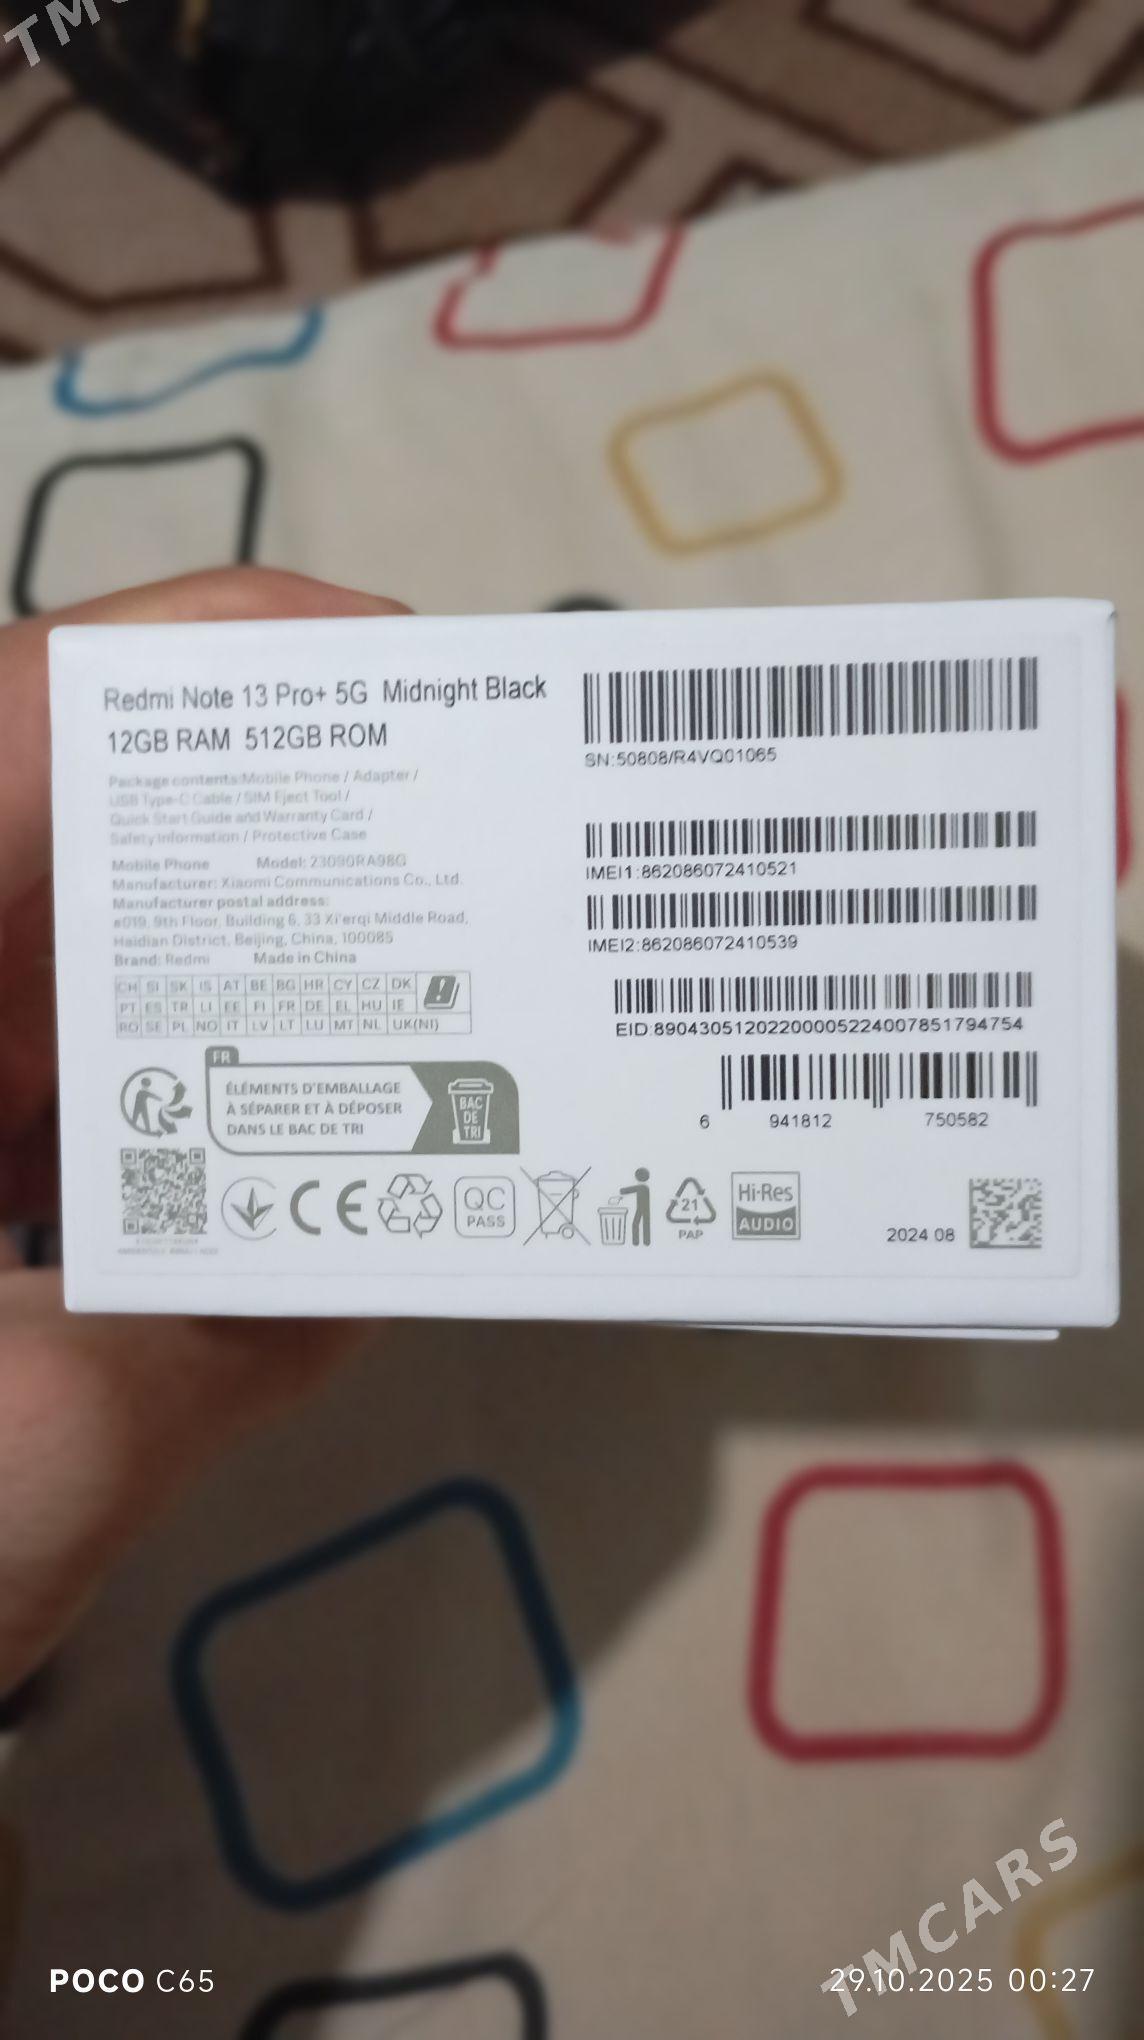 TMC
Redmi Note 13 Pro+ 5G Midnight Black
12GB RAM 512GB ROM
Package contents:Mobile Phone / Adapter /
USB Type-C Cable / SIM Eject Tool /
Quick Start Guide and Warranty Card /
Safety Information / Protective Case
Mobile Phone Model: 23090RA98G
Manufacturer: Xiaomi Communications Co., Ltd.
Manufacturer postal address:
#019, 9th Floor, Building 6, 33 Xi'erqi Middle Road,
Haidian District, Beijing, China, 100085
Brand: Redmi Made in China
CH SI SK IS AT BE BG HR CY CZ DK
PT ES TR LI EE FI FR DE EL HU IE
RO SE PL NO IT LV LT LU MT NL UK(NI)
FR
ÉLÉMENTS D'EMBALLAGE
À SÉPARER ET À DÉPOSER
DANS LE BAC DE TRI
BAC
DE
TRI
SN:50808/R4VQ01065
IMEI1:862086072410521
IMEI2:862086072410539
EID:89043051202200005224007851794754
6 941812 750582
CE
QC
PASS
21
PAP
Hi-Res
AUDIO
2024 08
TMCARS
POCO C65
29.10.2025 00:27